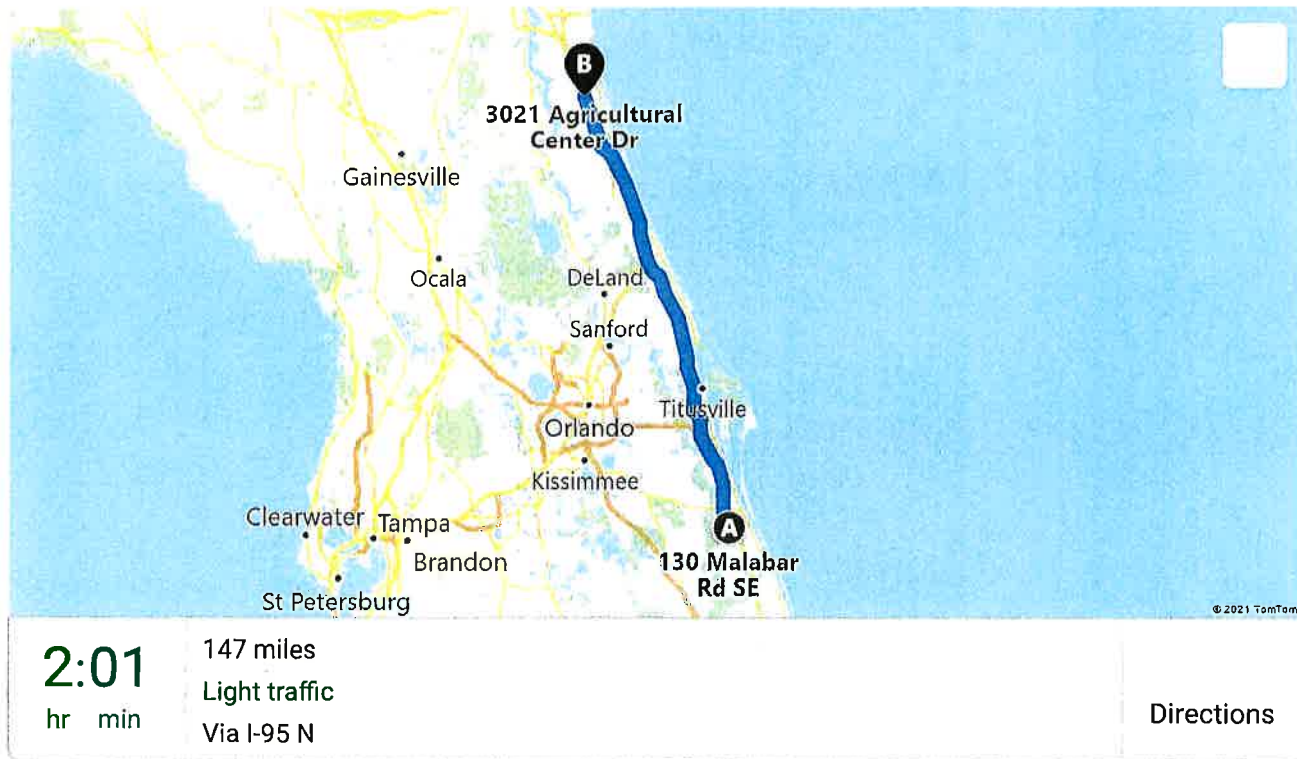 B
3021 Agricultural
Center Dr
Gainesville
Ocala
DeLand
Sanford
Titusville
Orlando
Kissimmee
Clearwater
Tampa
Brandon
St Petersburg
A
130 Malabar
Rd SE
© 2021 TomTom
2:01
hr min
147 miles
Light traffic
Via I-95 N
Directions